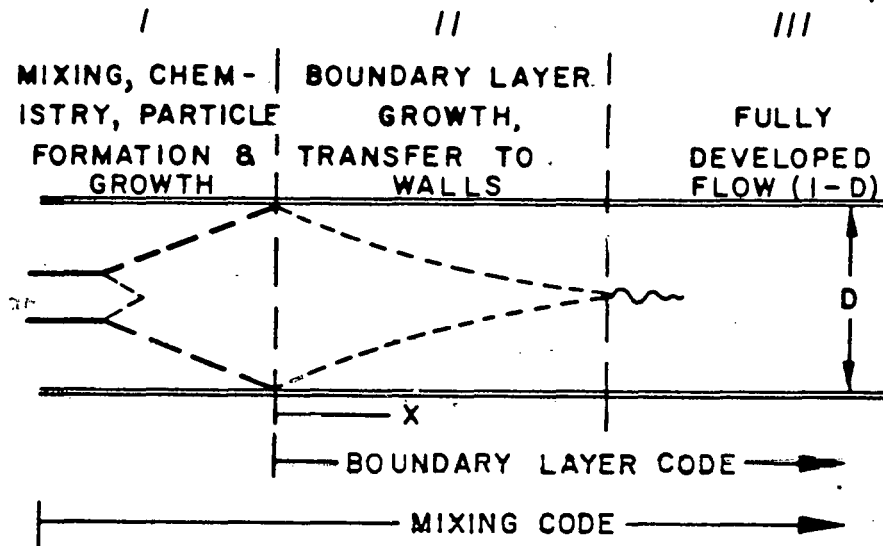 I
MIXING, CHEM-
ISTRY, PARTICLE
FORMATION &
GROWTH
II
BOUNDARY LAYER
GROWTH,
TRANSFER TO
WALLS
III
FULLY
DEVELOPED
FLOW (1-D)
D
X
BOUNDARY LAYER CODE
MIXING CODE